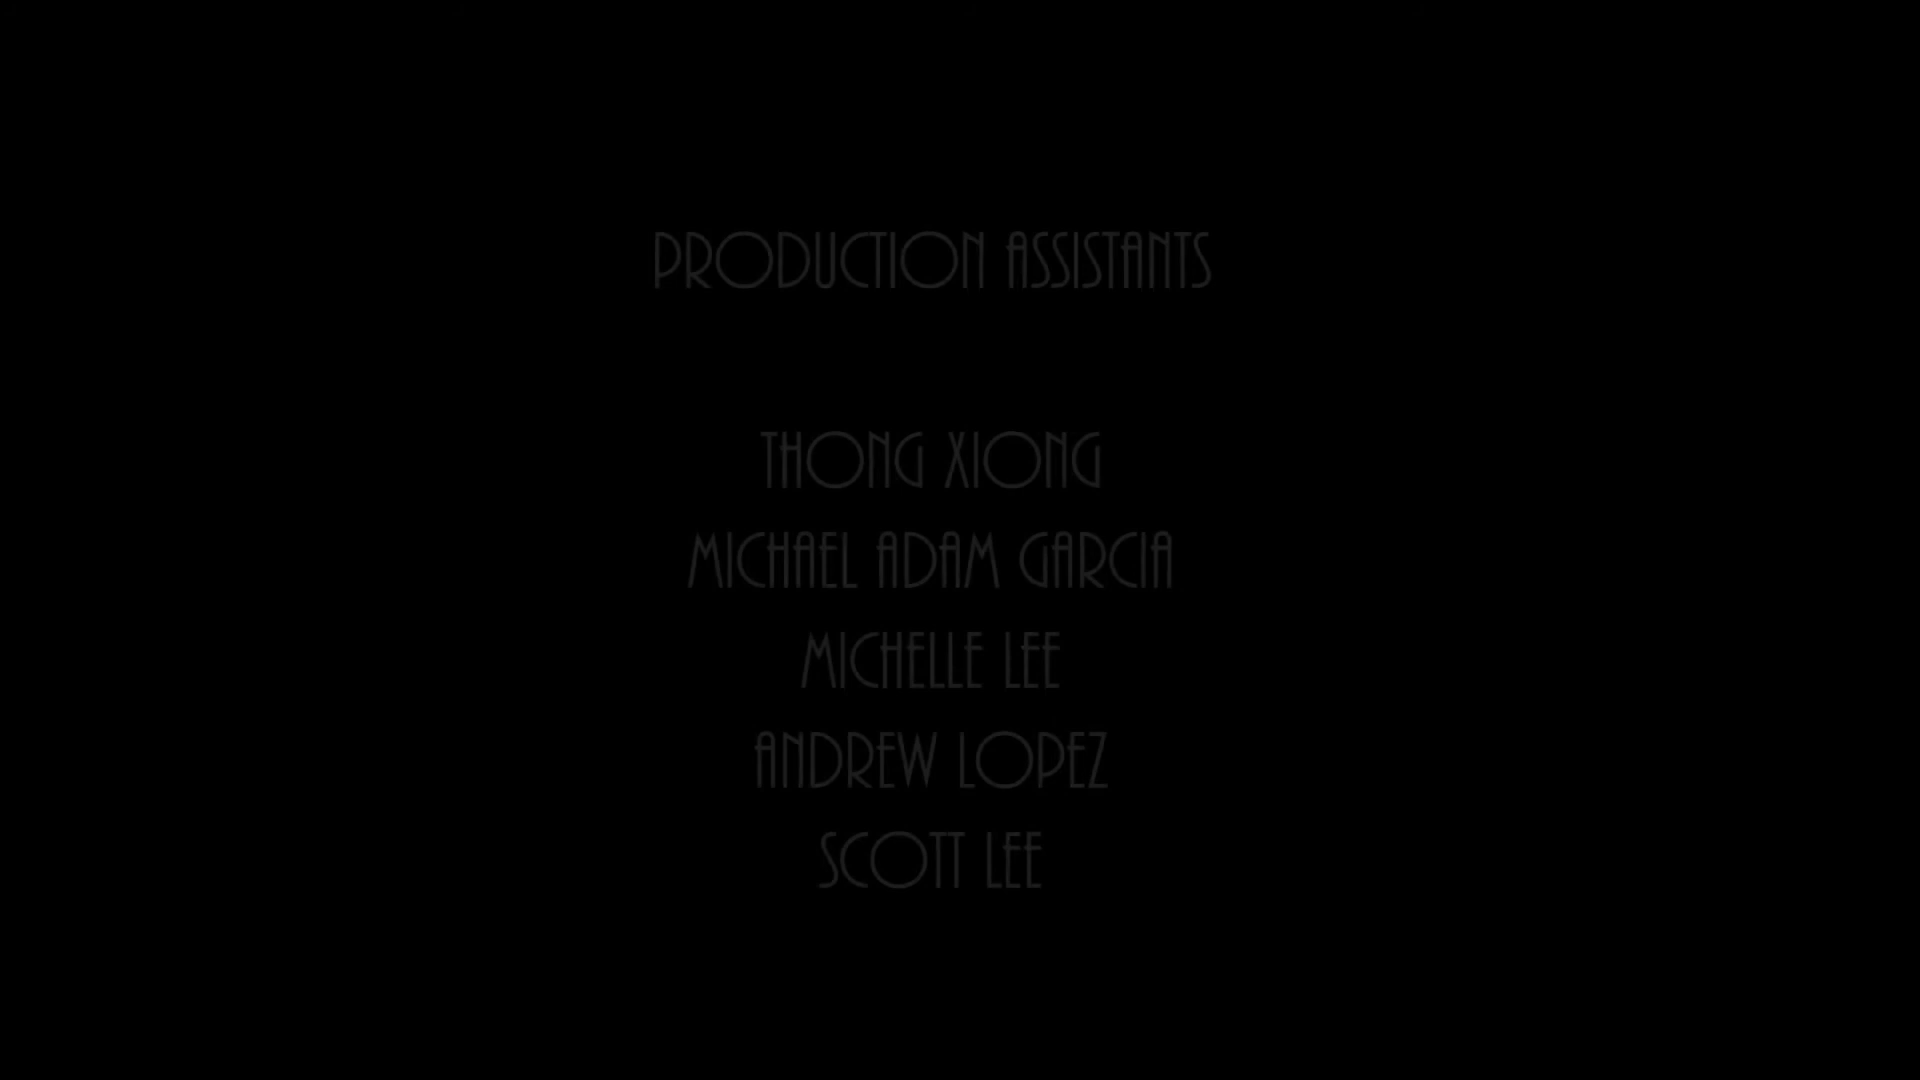 PRODUCTION ASSISTANTS
THONG XIONG
MICHAEL ADAM GARCIA
MICHELLE LEE
ANDREW LOPEZ
SCOTT LEE